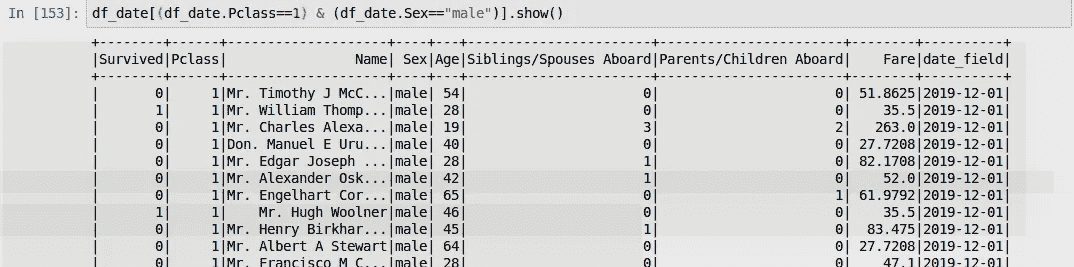 In [153]: df_date[(df_date.Pclass==1) & (df_date.Sex=="male")].show()
+--------+------+--------------------+----+---+-----------------------+-----------------------+--------+----------+
|Survived|Pclass|                Name| Sex|Age|Siblings/Spouses Aboard|Parents/Children Aboard|    Fare|date_field|
+--------+------+--------------------+----+---+-----------------------+-----------------------+--------+----------+
|       0|     1|Mr. Timothy J McC...|male| 54|                      0|                      0| 51.8625|2019-12-01|
|       1|     1|Mr. William Thomp...|male| 28|                      0|                      0|    35.5|2019-12-01|
|       0|     1|Mr. Charles Alexa...|male| 19|                      3|                      2|   263.0|2019-12-01|
|       0|     1|Don. Manuel E Uru...|male| 40|                      0|                      0| 27.7208|2019-12-01|
|       0|     1|Mr. Edgar Joseph ...|male| 28|                      1|                      0| 82.1708|2019-12-01|
|       0|     1|Mr. Alexander Osk...|male| 42|                      1|                      0|    52.0|2019-12-01|
|       0|     1|Mr. Engelhart Cor...|male| 65|                      0|                      1| 61.9792|2019-12-01|
|       1|     1|     Mr. Hugh Woolner|male| 46|                      0|                      0|    35.5|2019-12-01|
|       0|     1|Mr. Henry Birkhar...|male| 45|                      1|                      0|  83.475|2019-12-01|
|       0|     1| Mr. Albert A Stewart|male| 64|                      0|                      0| 27.7208|2019-12-01|
|       0|     1|Mr. Francisco M C...|male| 28|                      0|                      0|    47.1|2019-12-01|